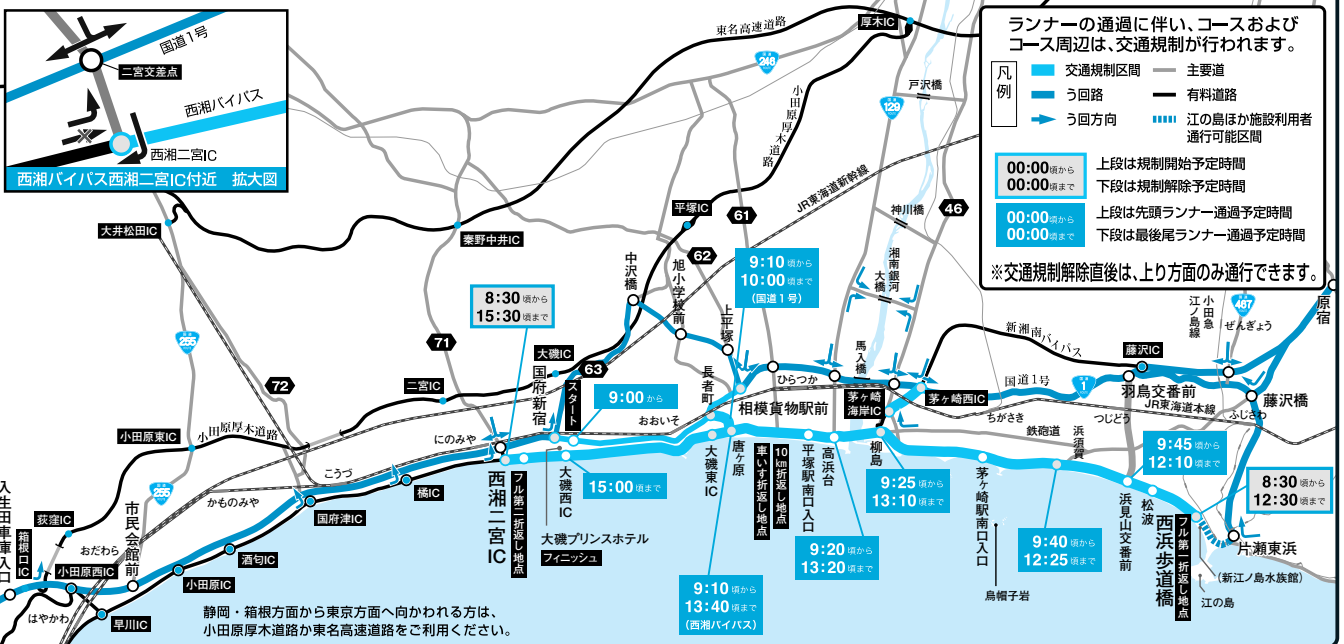 国道1号
二宮交差点
西湘バイパス
西湘二宮IC
西湘バイパス西湘二宮IC付近 拡大図
ランナーの通過に伴い、コースおよび
コース周辺は、交通規制が行われます。
凡例
交通規制区間
主要道
う回路
有料道路
う回方向
江の島ほか施設利用者
通行可能区間
00:00頃から
00:00頃まで
上段は規制開始予定時間
下段は規制解除予定時間
00:00頃から
00:00頃まで
上段は先頭ランナー通過予定時間
下段は最後尾ランナー通過予定時間
※交通規制解除直後は、上り方面のみ通行できます。
東名高速道路
厚木IC
246
戸沢橋
129
小田原厚木道路
JR東海道新幹線
神川橋
46
61
平塚IC
62
大井松田IC
秦野中井IC
中沢橋
旭小学校前
上平塚
湘南銀河大橋
9:10頃から
10:00頃まで
(国道1号)
8:30頃から
15:30頃まで
新湘南バイパス
小田急江ノ島線
467
ぜんぎょう
原宿
255
71
大磯IC
63
国府新宿
スタート
9:00から
長者町
ひらつか
馬入橋
藤沢IC
国道1号
1
羽鳥交番前
JR東海道本線
藤沢橋
ふじさわ
72
二宮IC
おおいそ
相模貨物駅前
茅ヶ崎海岸IC
茅ヶ崎西IC
ちがさき
つじどう
鉄砲道
浜須賀
小田原東IC
小田原厚木道路
にのみや
こうづ
西湘二宮IC
フル第二折返し地点
大磯西IC
15:00頃まで
大磯東IC
唐ヶ原
車いす折返し地点
10km折返し地点
平塚駅南口入口
高浜台
柳島
9:25頃から
13:10頃まで
茅ヶ崎駅南口入口
9:45頃から
12:10頃まで
8:30頃から
12:30頃まで
255
かものみや
国府津IC
橘IC
入生田車庫入口
荻窪IC
箱根口IC
おだわら
市民会館前
小田原西IC
酒匂IC
小田原IC
はやかわ
早川IC
大磯プリンスホテル
フィニッシュ
9:10頃から
13:40頃まで
(西湘バイパス)
9:20頃から
13:20頃まで
9:40頃から
12:25頃まで
烏帽子岩
浜見山交番前
松波
西浜歩道橋
フル第一折返し地点
片瀬東浜
(新江ノ島水族館)
江の島
静岡・箱根方面から東京方面へ向かわれる方は、
小田原厚木道路か東名高速道路をご利用ください。